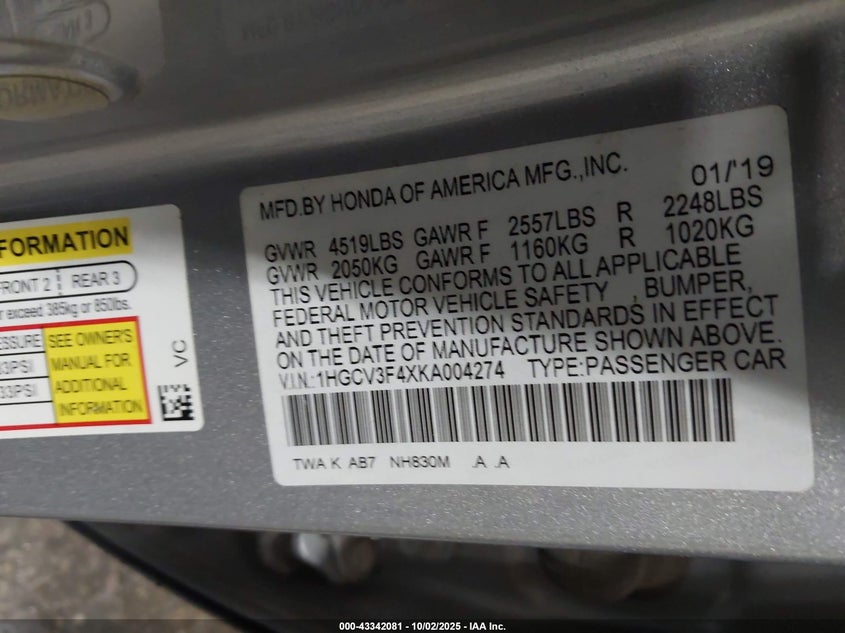 FORMATION
FRONT 2 REAR 3
exceed 385kg or 850lbs.
SSURE SEE OWNER'S
33PSI MANUAL FOR
33PSI ADDITIONAL
INFORMATION
VC
MFD.BY HONDA OF AMERICA MFG.,INC. 01/'19
GVWR 4519LBS GAWR F 2557LBS R 2248LBS
GVWR 2050KG GAWR F 1160KG R 1020KG
THIS VEHICLE CONFORMS TO ALL APPLICABLE
FEDERAL MOTOR VEHICLE SAFETY , BUMPER,
AND THEFT PREVENTION STANDARDS IN EFFECT
ON THE DATE OF MANUFACTURE SHOWN ABOVE.
V.I.N.:1HGCV3F4XKA004274 TYPE:PASSENGER CAR
TWA K AB7 NH830M .A .A
000-43342081 - 10/02/2025 - IAA Inc.